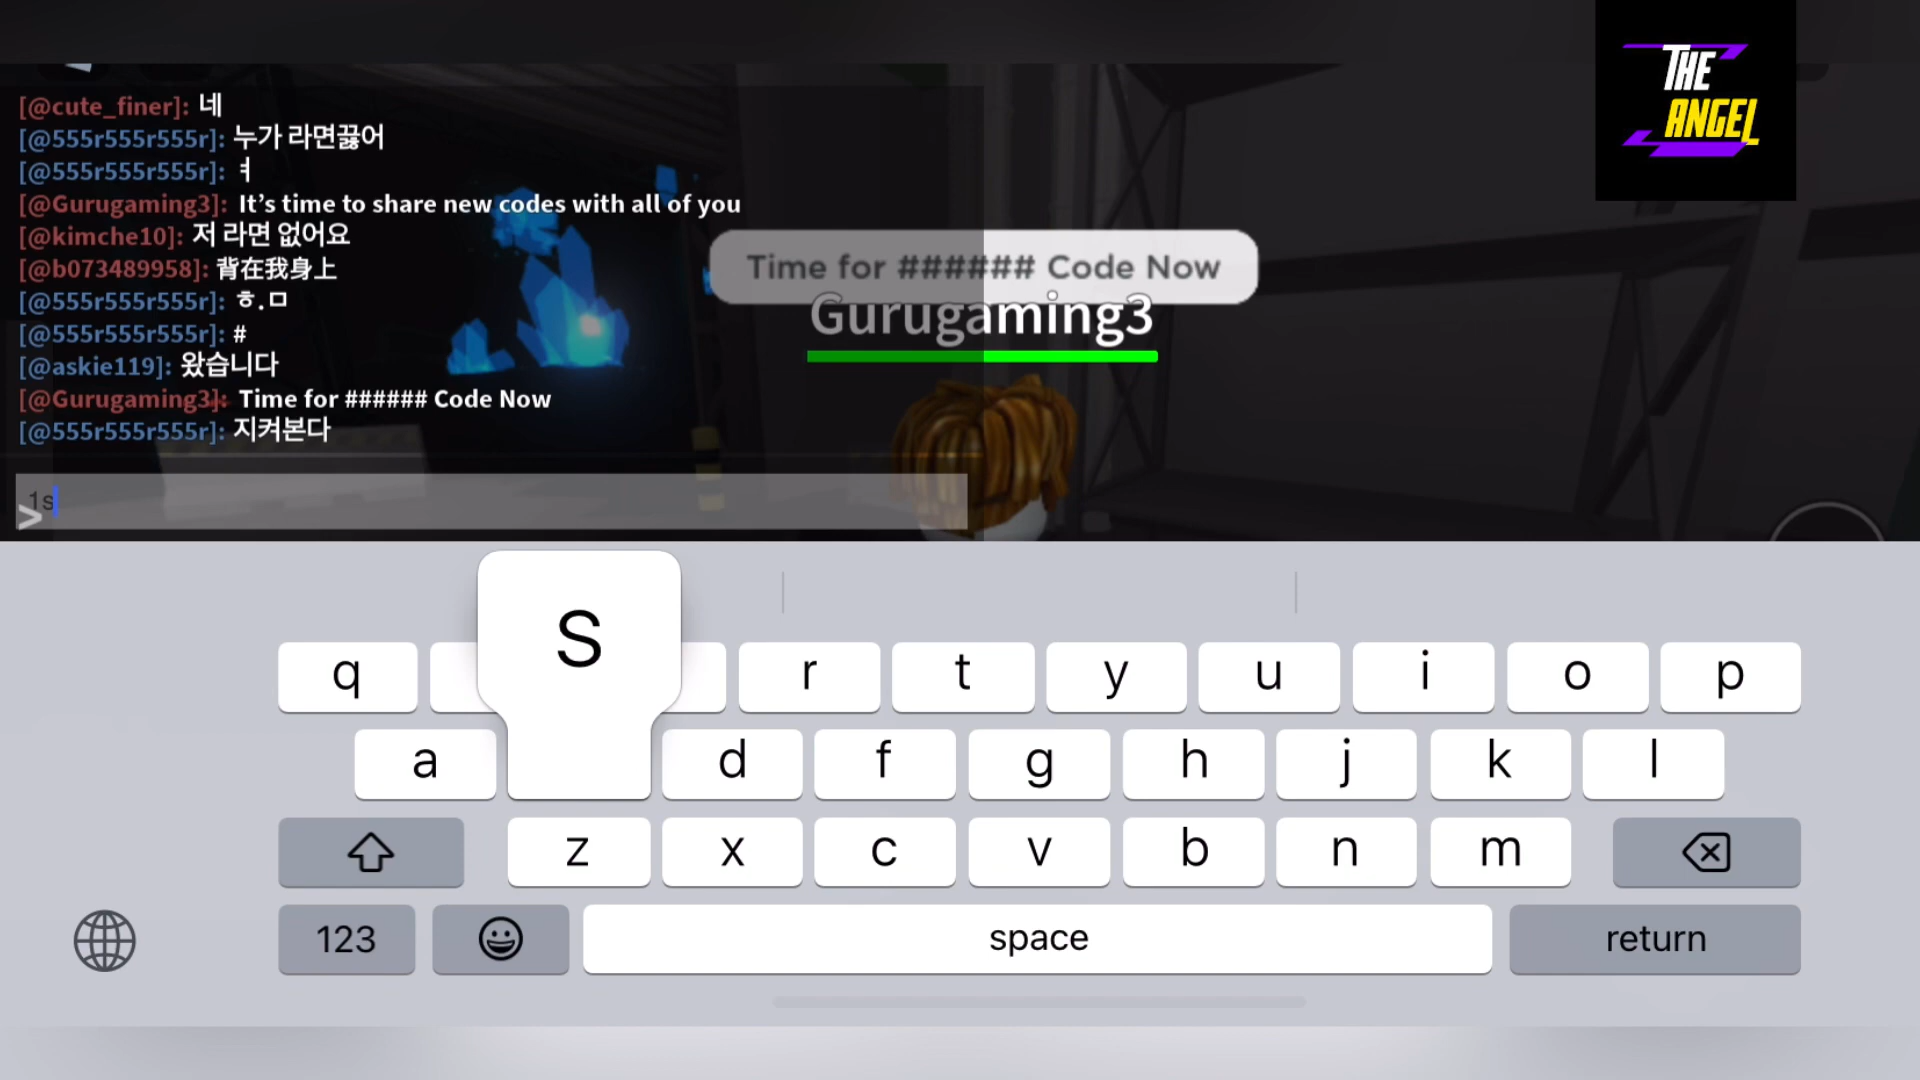 THE
ANGEL
[@cute_finer]: 네
[@555r555r555r]: 누가 라면끓어
[@555r555r555r]: ㅕ
[@Gurugaming3]: It’s time to share new codes with all of you
[@kimche10]: 저 라면 없어요
[@b073489958]: 背在我身上
[@555r555r555r]: ㅎ.ㅁ
[@555r555r555r]: #
[@askie119]: 왔습니다
[@Gurugaming3]: Time for ###### Code Now
[@555r555r555r]: 지켜본다
Time for ###### Code Now
Gurugaming3
1s
>
S
q r t y u i o p
a d f g h j k l
z x c v b n m
123 space return